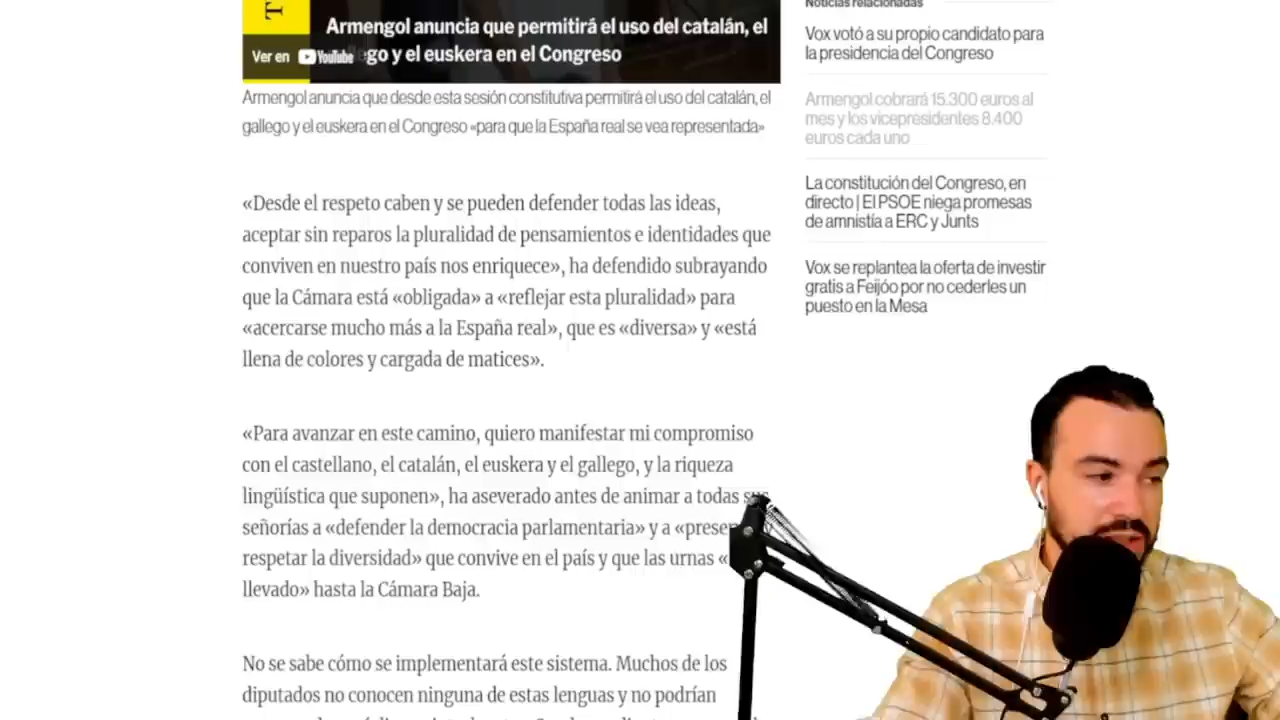 T
Armengol anuncia que permitirá el uso del catalán, el
go y el euskera en el Congreso
Ver en YouTube
Armengol anuncia que desde esta sesión constitutiva permitirá el uso del catalán, el
gallego y el euskera en el Congreso «para que la España real se vea representada»
«Desde el respeto caben y se pueden defender todas las ideas,
aceptar sin reparos la pluralidad de pensamientos e identidades que
conviven en nuestro país nos enriquece», ha defendido subrayando
que la Cámara está «obligada» a «reflejar esta pluralidad» para
«acercarse mucho más a la España real», que es «diversa» y «está
llena de colores y cargada de matices».
«Para avanzar en este camino, quiero manifestar mi compromiso
con el castellano, el catalán, el euskera y el gallego, y la riqueza
lingüística que suponen», ha aseverado antes de animar a todas sus
señorías a «defender la democracia parlamentaria» y a
respetar la diversidad» que convive en el país y que las urnas «
llevado» hasta la Cámara Baja.
No se sabe cómo se implementará este sistema. Muchos de los
diputados no conocen ninguna de estas lenguas y no podrían
Noticias relacionadas
Vox votó a su propio candidato para
la presidencia del Congreso
Armengol cobrará 15.300 euros al
mes y los vicepresidentes 8.400
euros cada uno
La constitución del Congreso, en
directo | El PSOE niega promesas
de amnistía a ERC y Junts
Vox se replantea la oferta de investir
gratis a Feijóo por no cederles un
puesto en la Mesa